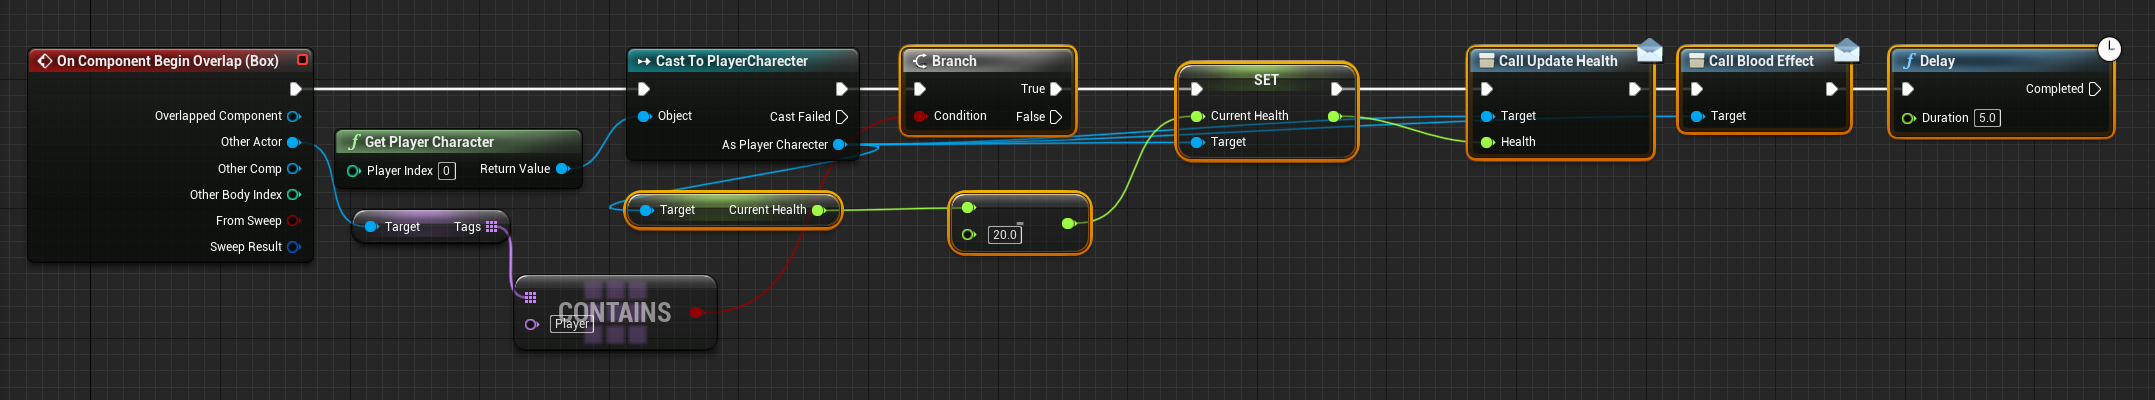 On Component Begin Overlap (Box)
Overlapped Component
Other Actor
Other Comp
Other Body Index
From Sweep
Sweep Result
Get Player Character
Player Index 0 Return Value
Target Tags
CONTAINS
Player
Cast To PlayerCharecter
Object Cast Failed
As Player Charecter
Target Current Health
Branch
True
Condition False
-
20.0
SET
Current Health
Target
Call Update Health
Target
Health
Call Blood Effect
Target
f Delay
Completed
Duration 5.0